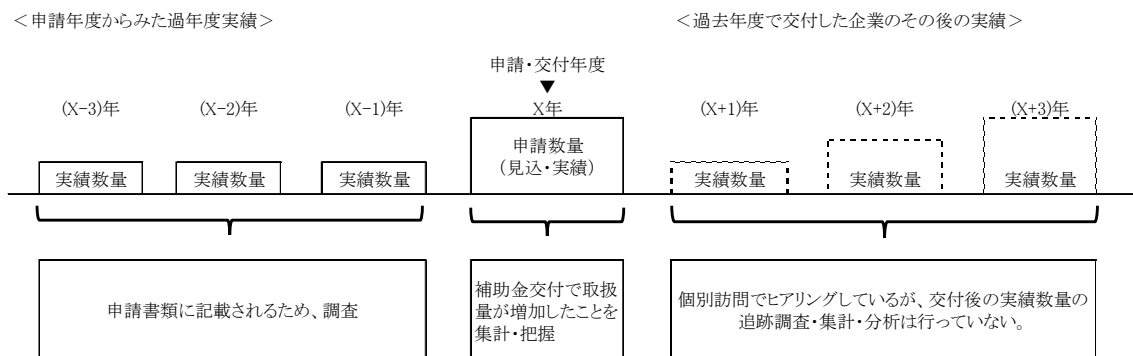 ＜申請年度からみた過年度実績＞
＜過去年度で交付した企業のその後の実績＞
申請・交付年度
▼
(X-3)年
(X-2)年
(X-1)年
X年
(X+1)年
(X+2)年
(X+3)年
申請数量
(見込・実績)
実績数量
実績数量
実績数量
実績数量
実績数量
実績数量
申請書類に記載されるため、調査
補助金交付で取扱
量が増加したことを
集計・把握
個別訪問でヒアリングしているが、交付後の実績数量の
追跡調査・集計・分析は行っていない。